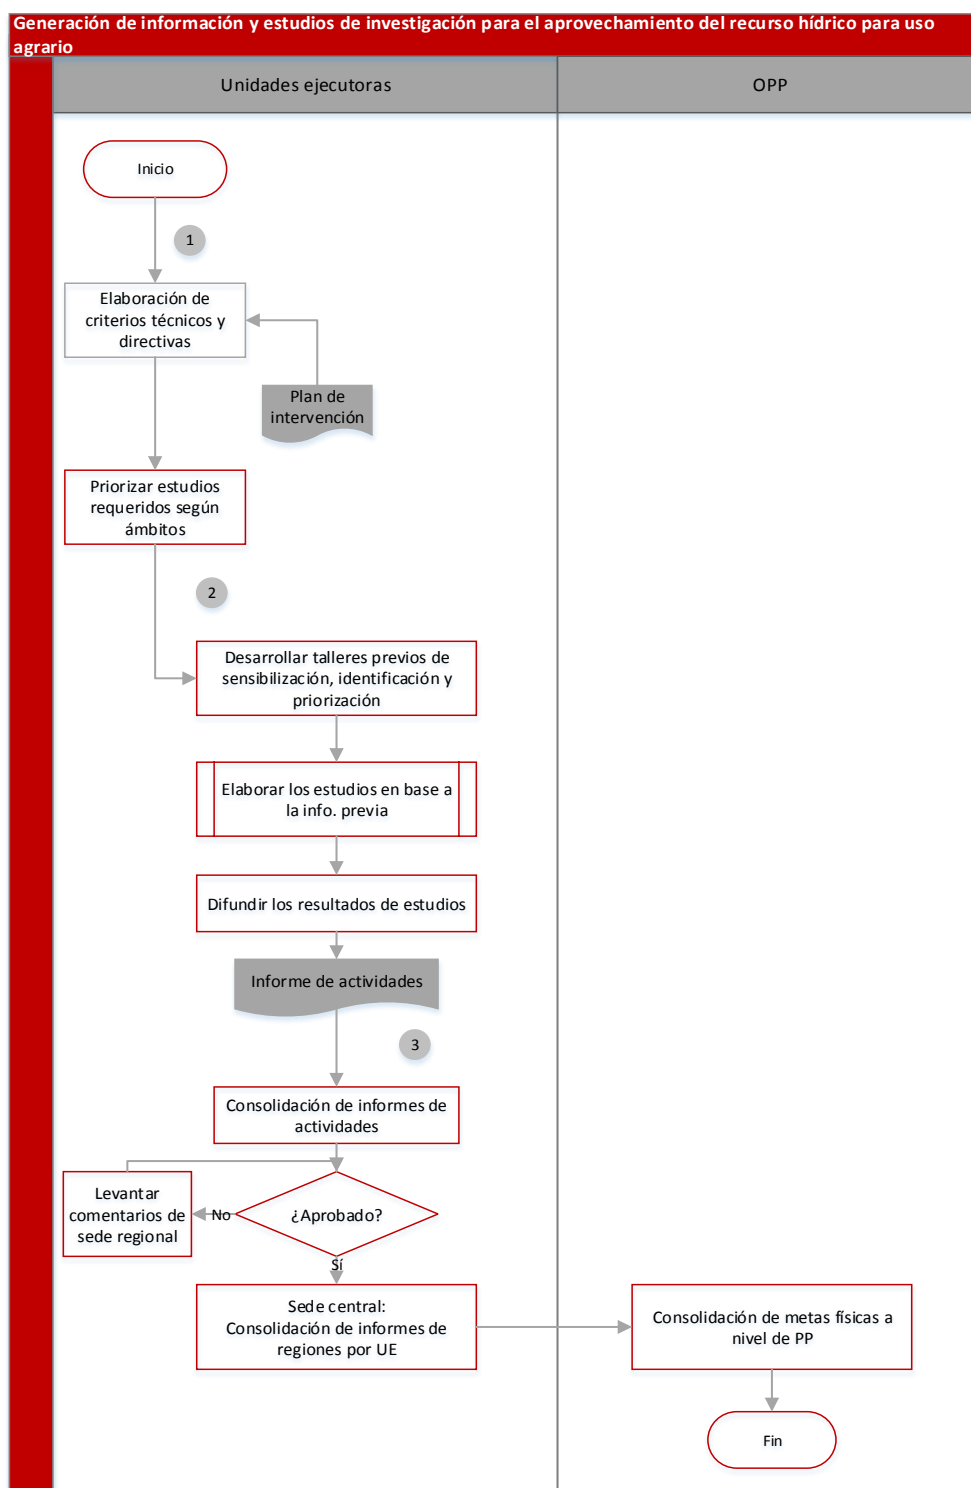 Generación de información y estudios de investigación para el aprovechamiento del recurso hídrico para uso
agrario
Unidades ejecutoras
OPP
Inicio
1
Elaboración de
criterios técnicos y
directivas
Plan de
intervención
Priorizar estudios
requeridos según
ámbitos
2
Desarrollar talleres previos de
sensibilización, identificación y
priorización
Elaborar los estudios en base a
la info. previa
Difundir los resultados de estudios
Informe de actividades
3
Consolidación de informes de
actividades
Levantar
comentarios de
sede regional
No
¿Aprobado?
Sí
Sede central:
Consolidación de informes de
regiones por UE
Consolidación de metas físicas a
nivel de PP
Fin